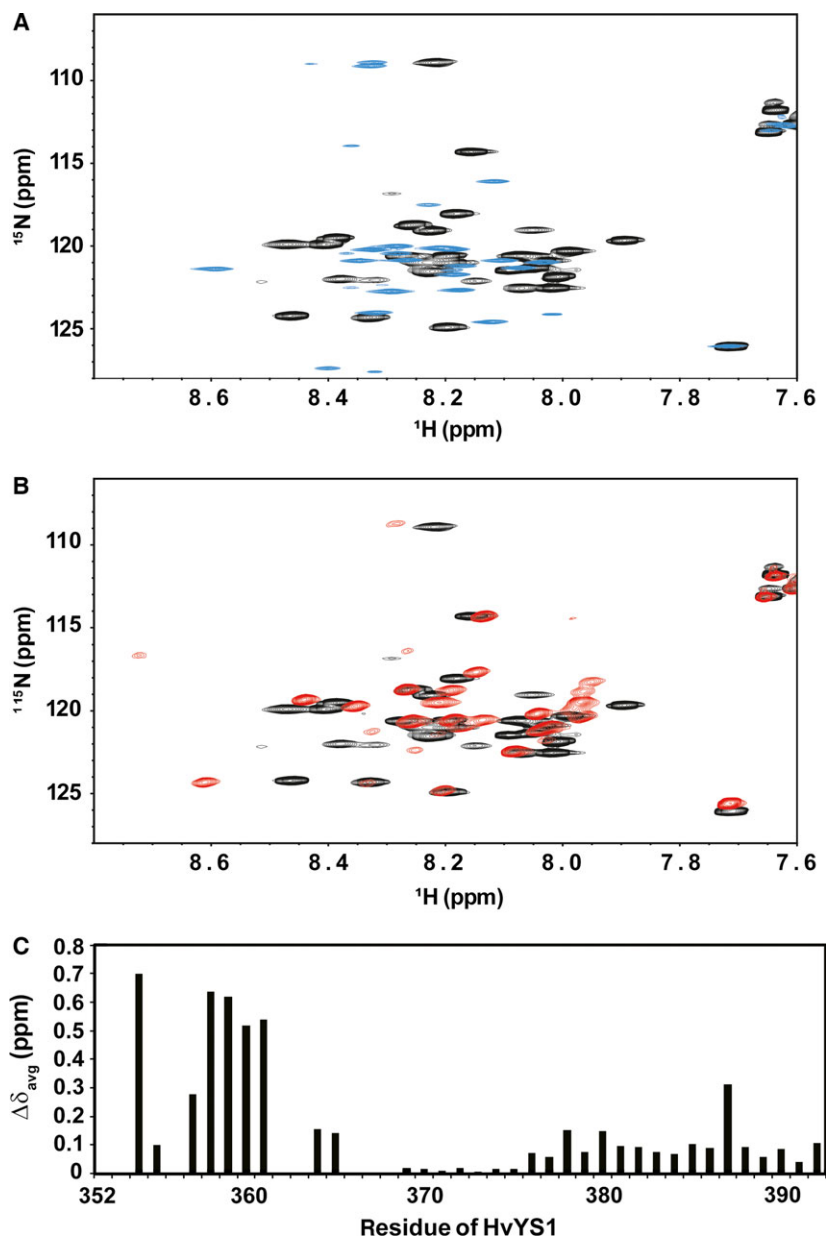 A
110
115
120
125
¹⁵N (ppm)
8.6 8.4 8.2 8.0 7.8 7.6
¹H (ppm)
B
110
115
120
125
¹ ¹⁵N (ppm)
8.6 8.4 8.2 8.0 7.8 7.6
¹H (ppm)
C
0.8
0.7
0.6
0.5
0.4
0.3
0.2
0.1
0
Δδavg (ppm)
352 360 370 380 390
Residue of HvYS1